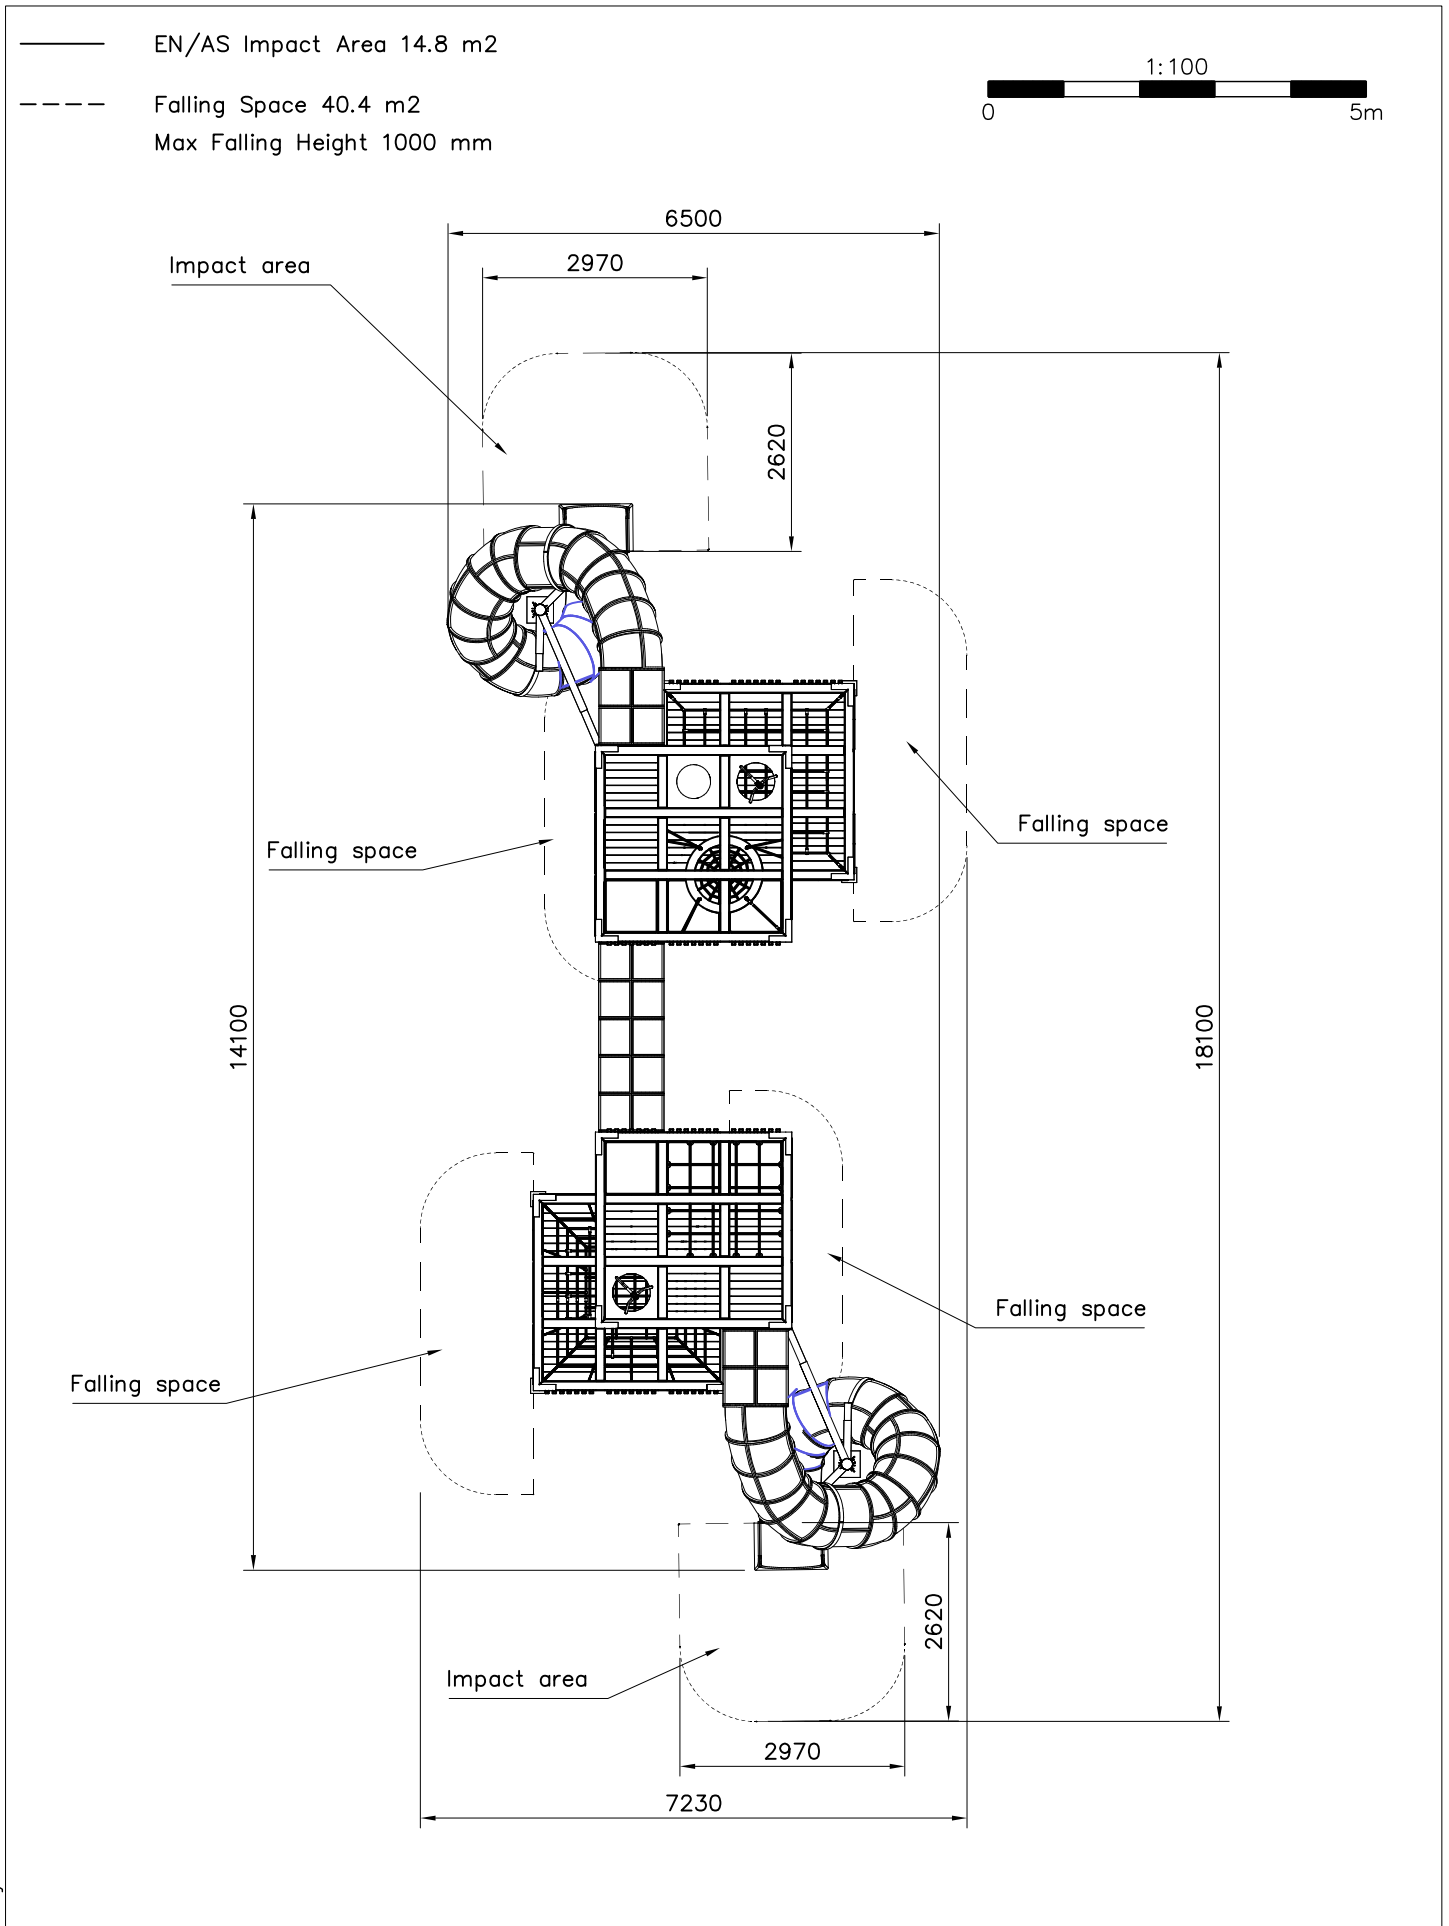 EN/AS Impact Area 14.8 m2
1:100
Falling Space 40.4 m2
0 5m
Max Falling Height 1000 mm
6500
Impact area
2970
2620
Falling space
Falling space
14100
18100
Falling space
Falling space
2620
Impact area
2970
7230